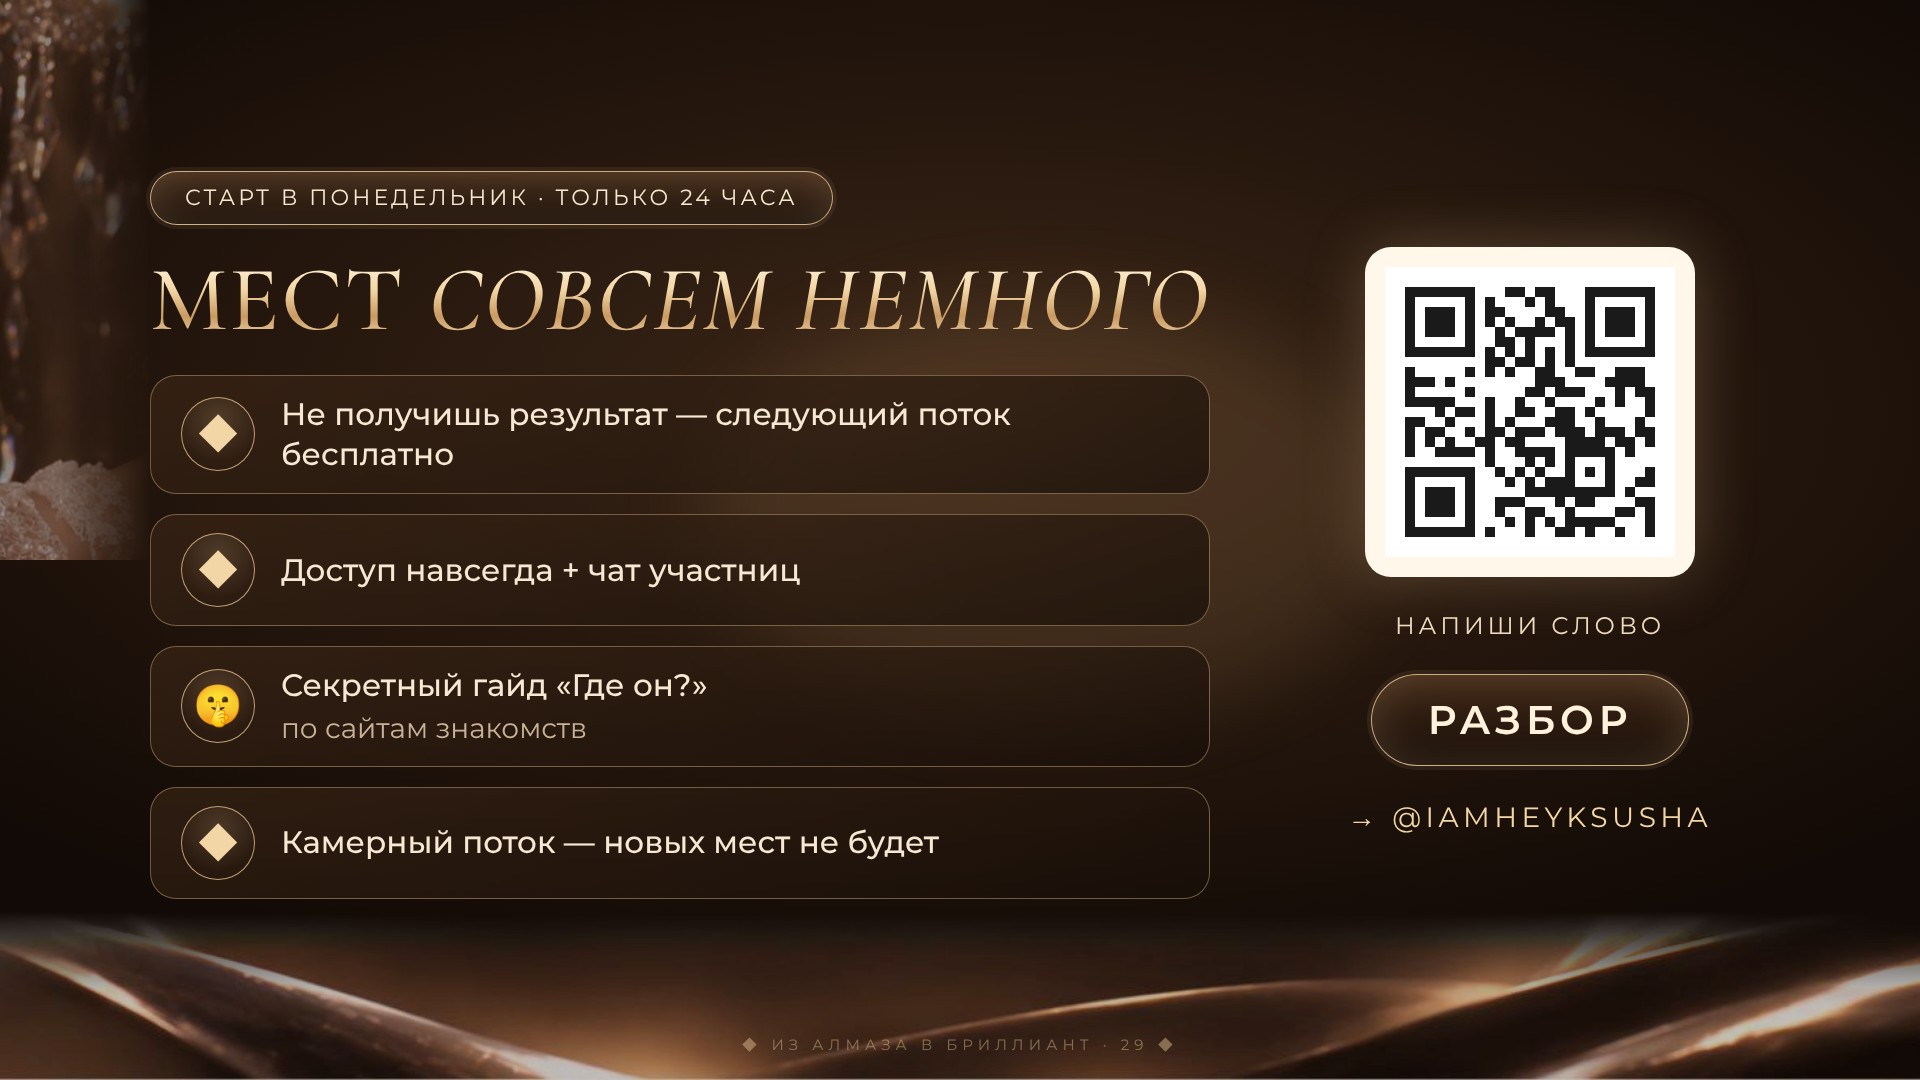 СТАРТ В ПОНЕДЕЛЬНИК · ТОЛЬКО 24 ЧАСА
МЕСТ СОВСЕМ НЕМНОГО
Не получишь результат — следующий поток
бесплатно
Доступ навсегда + чат участниц
Секретный гайд «Где он?»
по сайтам знакомств
Камерный поток — новых мест не будет
НАПИШИ СЛОВО
РАЗБОР
→ @IAMHEYKSUSHA
◆ ИЗ АЛМАЗА В БРИЛЛИАНТ · 29 ◆